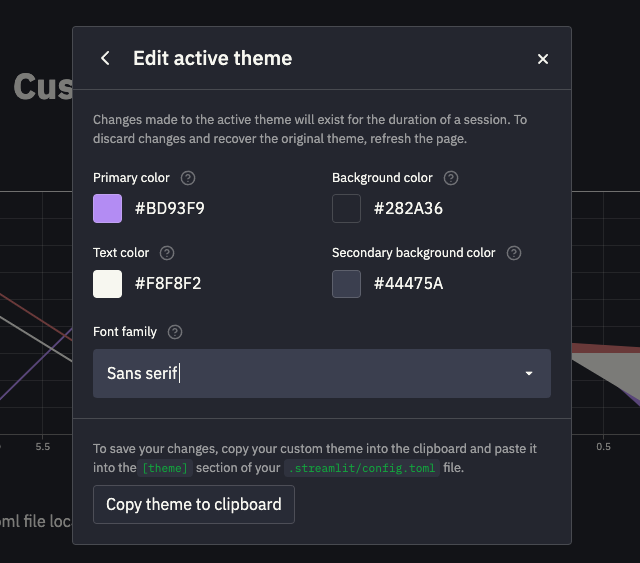 Edit active theme
Cus
Changes made to the active theme will exist for the duration of a session. To
discard changes and recover the original theme, refresh the page.
Primary color
Background color
#BD93F9
#282A36
Text color
Secondary background color
#F8F8F2
#44475A
Font family
Sans serif
5.5
0.5
To save your changes, copy your custom theme into the clipboard and paste it
into the [theme] section of your .streamlit/config.toml file.
Copy theme to clipboard
oml file loc